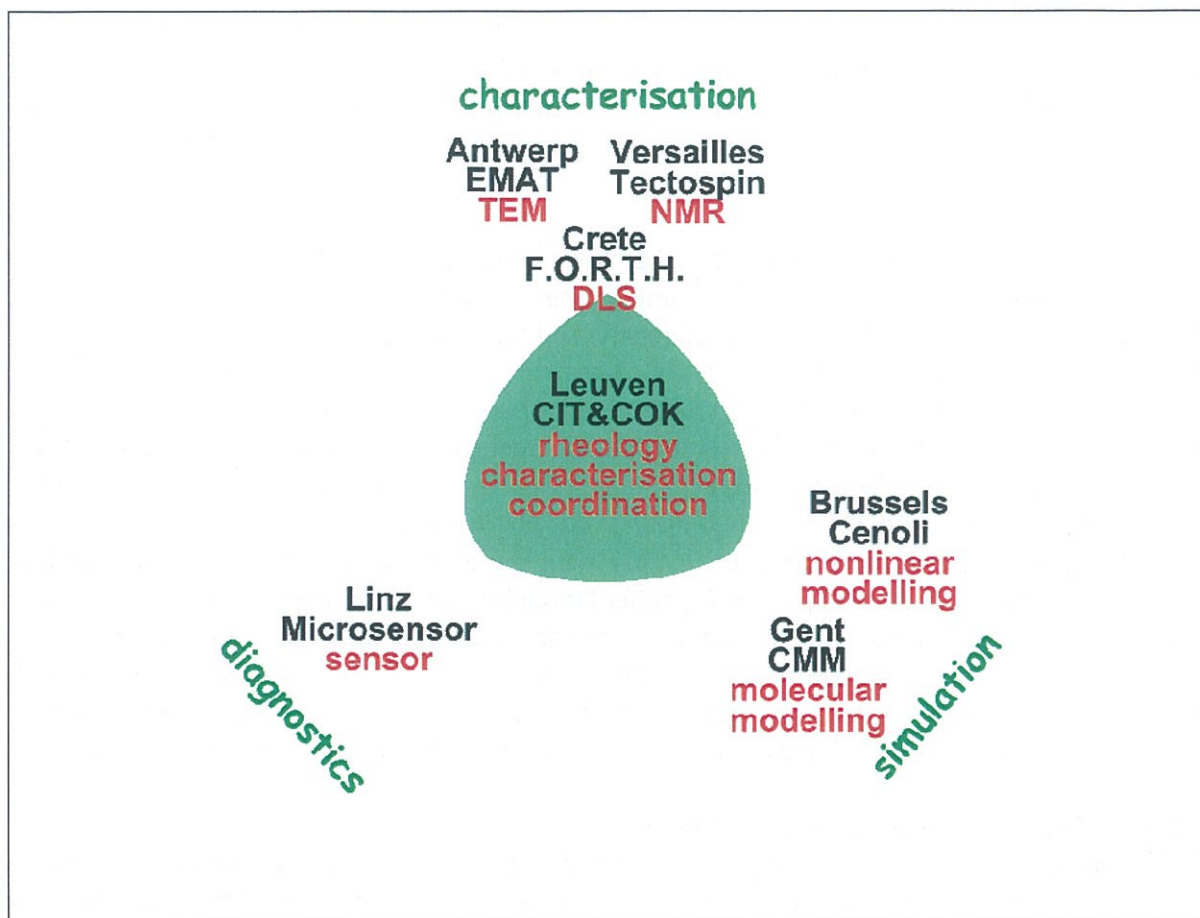 characterisation
Antwerp
EMAT
TEM
Versailles
Tectospin
NMR
Crete
F.O.R.T.H.
DLS
Leuven
CIT&COK
rheology
characterisation
coordination
Brussels
Cenoli
nonlinear
modelling
Linz
Microsensor
sensor
diagnostics
Gent
CMM
molecular
modelling
simulation